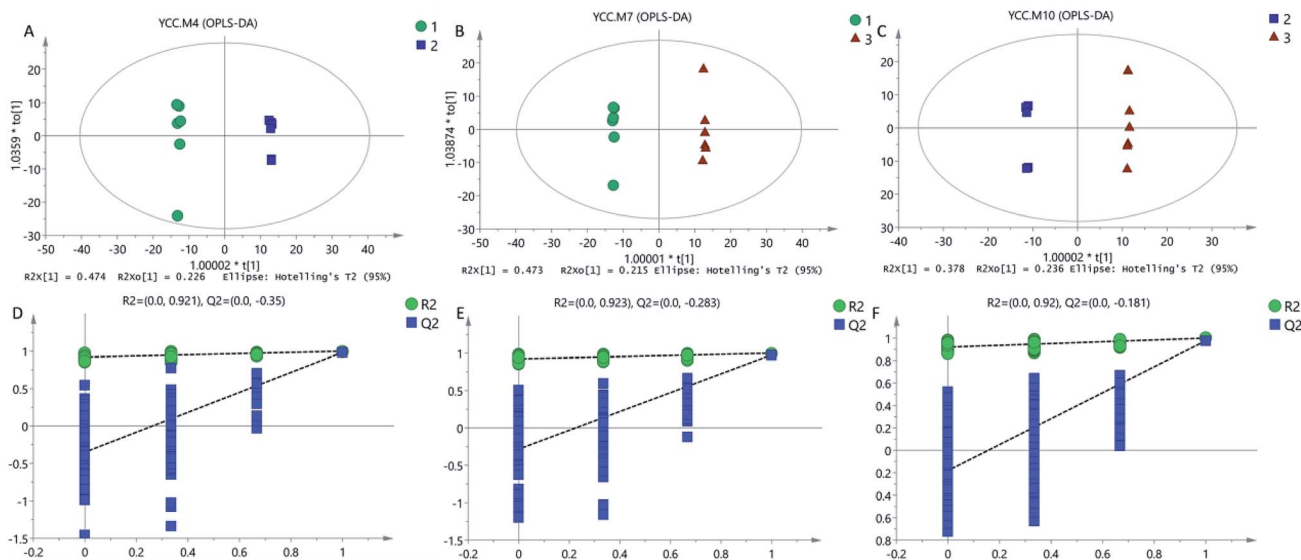 A
YCC.M4 (OPLS-DA)
1
2
20
10
0
-10
-20
-30
1.0359 * to[1]
-50 -40 -30 -20 -10 0 10 20 30 40
1.00002 * t[1]
R2X[1] = 0.474 R2Xo[1] = 0.226 Ellipse: Hotelling's T2 (95%)
B
YCC.M7 (OPLS-DA)
1
3
20
10
0
-10
-20
-30
1.03874 * to[1]
-50 -40 -30 -20 -10 0 10 20 30 40
1.00001 * t[1]
R2X[1] = 0.473 R2Xo[1] = 0.215 Ellipse: Hotelling's T2 (95%)
C
YCC.M10 (OPLS-DA)
2
3
20
10
0
-10
-20
30
-40 -30 -20 -10 0 10 20 30
1.00002 * t[1]
R2X[1] = 0.378 R2Xo[1] = 0.236 Ellipse: Hotelling's T2 (95%)
D
R2=(0.0, 0.921), Q2=(0.0, -0.35)
R2
Q2
1.5
1
0.5
0
-0.5
-1
-1.5
-0.2 0 0.2 0.4 0.6 0.8 1
E
R2=(0.0, 0.923), Q2=(0.0, -0.283)
R2
Q2
1.5
1
0.5
0
-0.5
-1
-1.5
-0.2 0 0.2 0.4 0.6 0.8 1
F
R2=(0.0, 0.92), Q2=(0.0, -0.181)
R2
Q2
1
0.8
0.6
0.4
0.2
0
0.2
0.4
0.6
0.8
-0.2 0 0.2 0.4 0.6 0.8 1